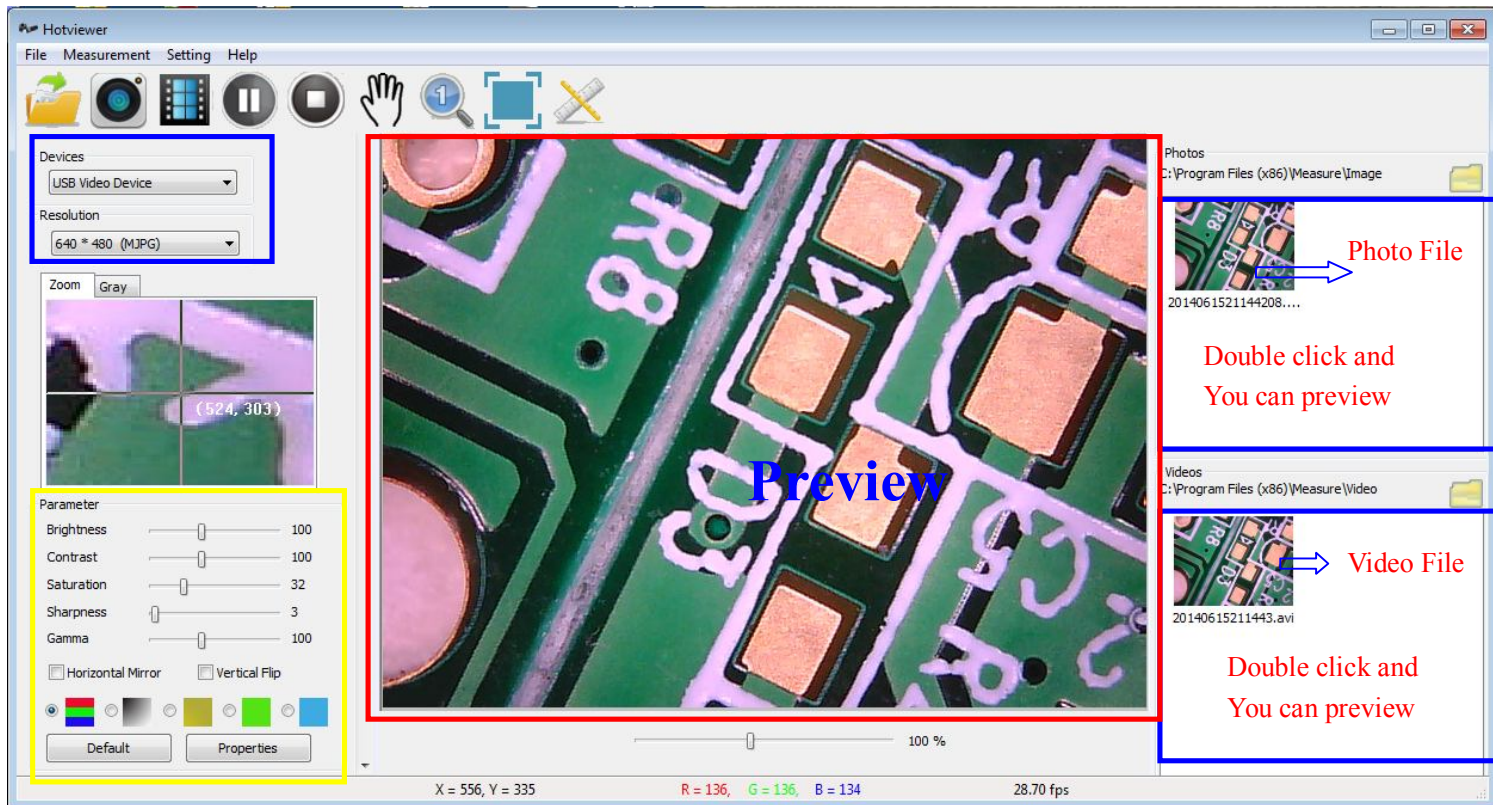 Hotviewer
File Measurement Setting Help
1
Devices
USB Video Device
Resolution
640 * 480 (MJPG)
Zoom Gray
(524, 303)
Parameter
Brightness 100
Contrast 100
Saturation 32
Sharpness 3
Gamma 100
Horizontal Mirror Vertical Flip
Default Properties
R8
D3
Preview
100 %
Photos
C:\Program Files (x86)\Measure\Image
Photo File
2014061521144208....
Double click and
You can preview
Videos
C:\Program Files (x86)\Measure\Video
Video File
20140615211443.avi
Double click and
You can preview
X = 556, Y = 335 R = 136, G = 136, B = 134 28.70 fps